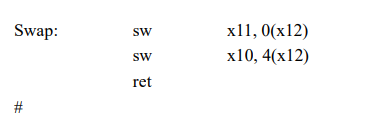 Swap: sw x11, 0(x12)
sw x10, 4(x12)
ret
#